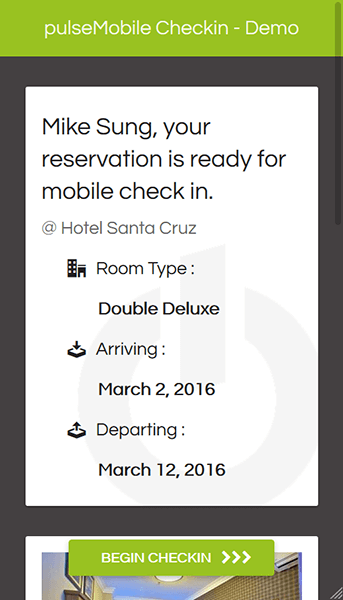 pulseMobile Checkin - Demo
Mike Sung, your
reservation is ready for
mobile check in.
@ Hotel Santa Cruz
Room Type :
Double Deluxe
Arriving :
March 2, 2016
Departing :
March 12, 2016
BEGIN CHECKIN